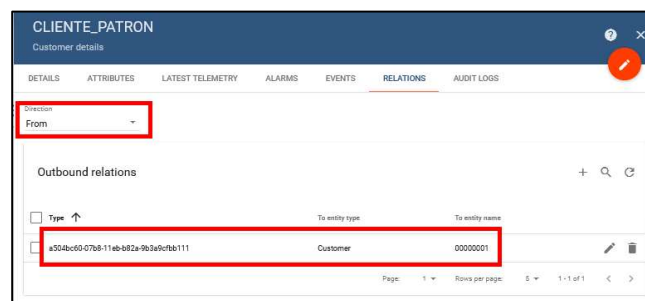 CLIENTE_PATRON
Customer details
DETAILS ATTRIBUTES LATEST TELEMETRY ALARMS EVENTS RELATIONS AUDIT LOGS
Direction
From
Outbound relations
Type To entity type To entity name
a504bc60-07b8-11eb-b82a-9b3a9cfbb111 Customer 00000001
Page: 1 Rows per page: 5 1 - 1 of 1